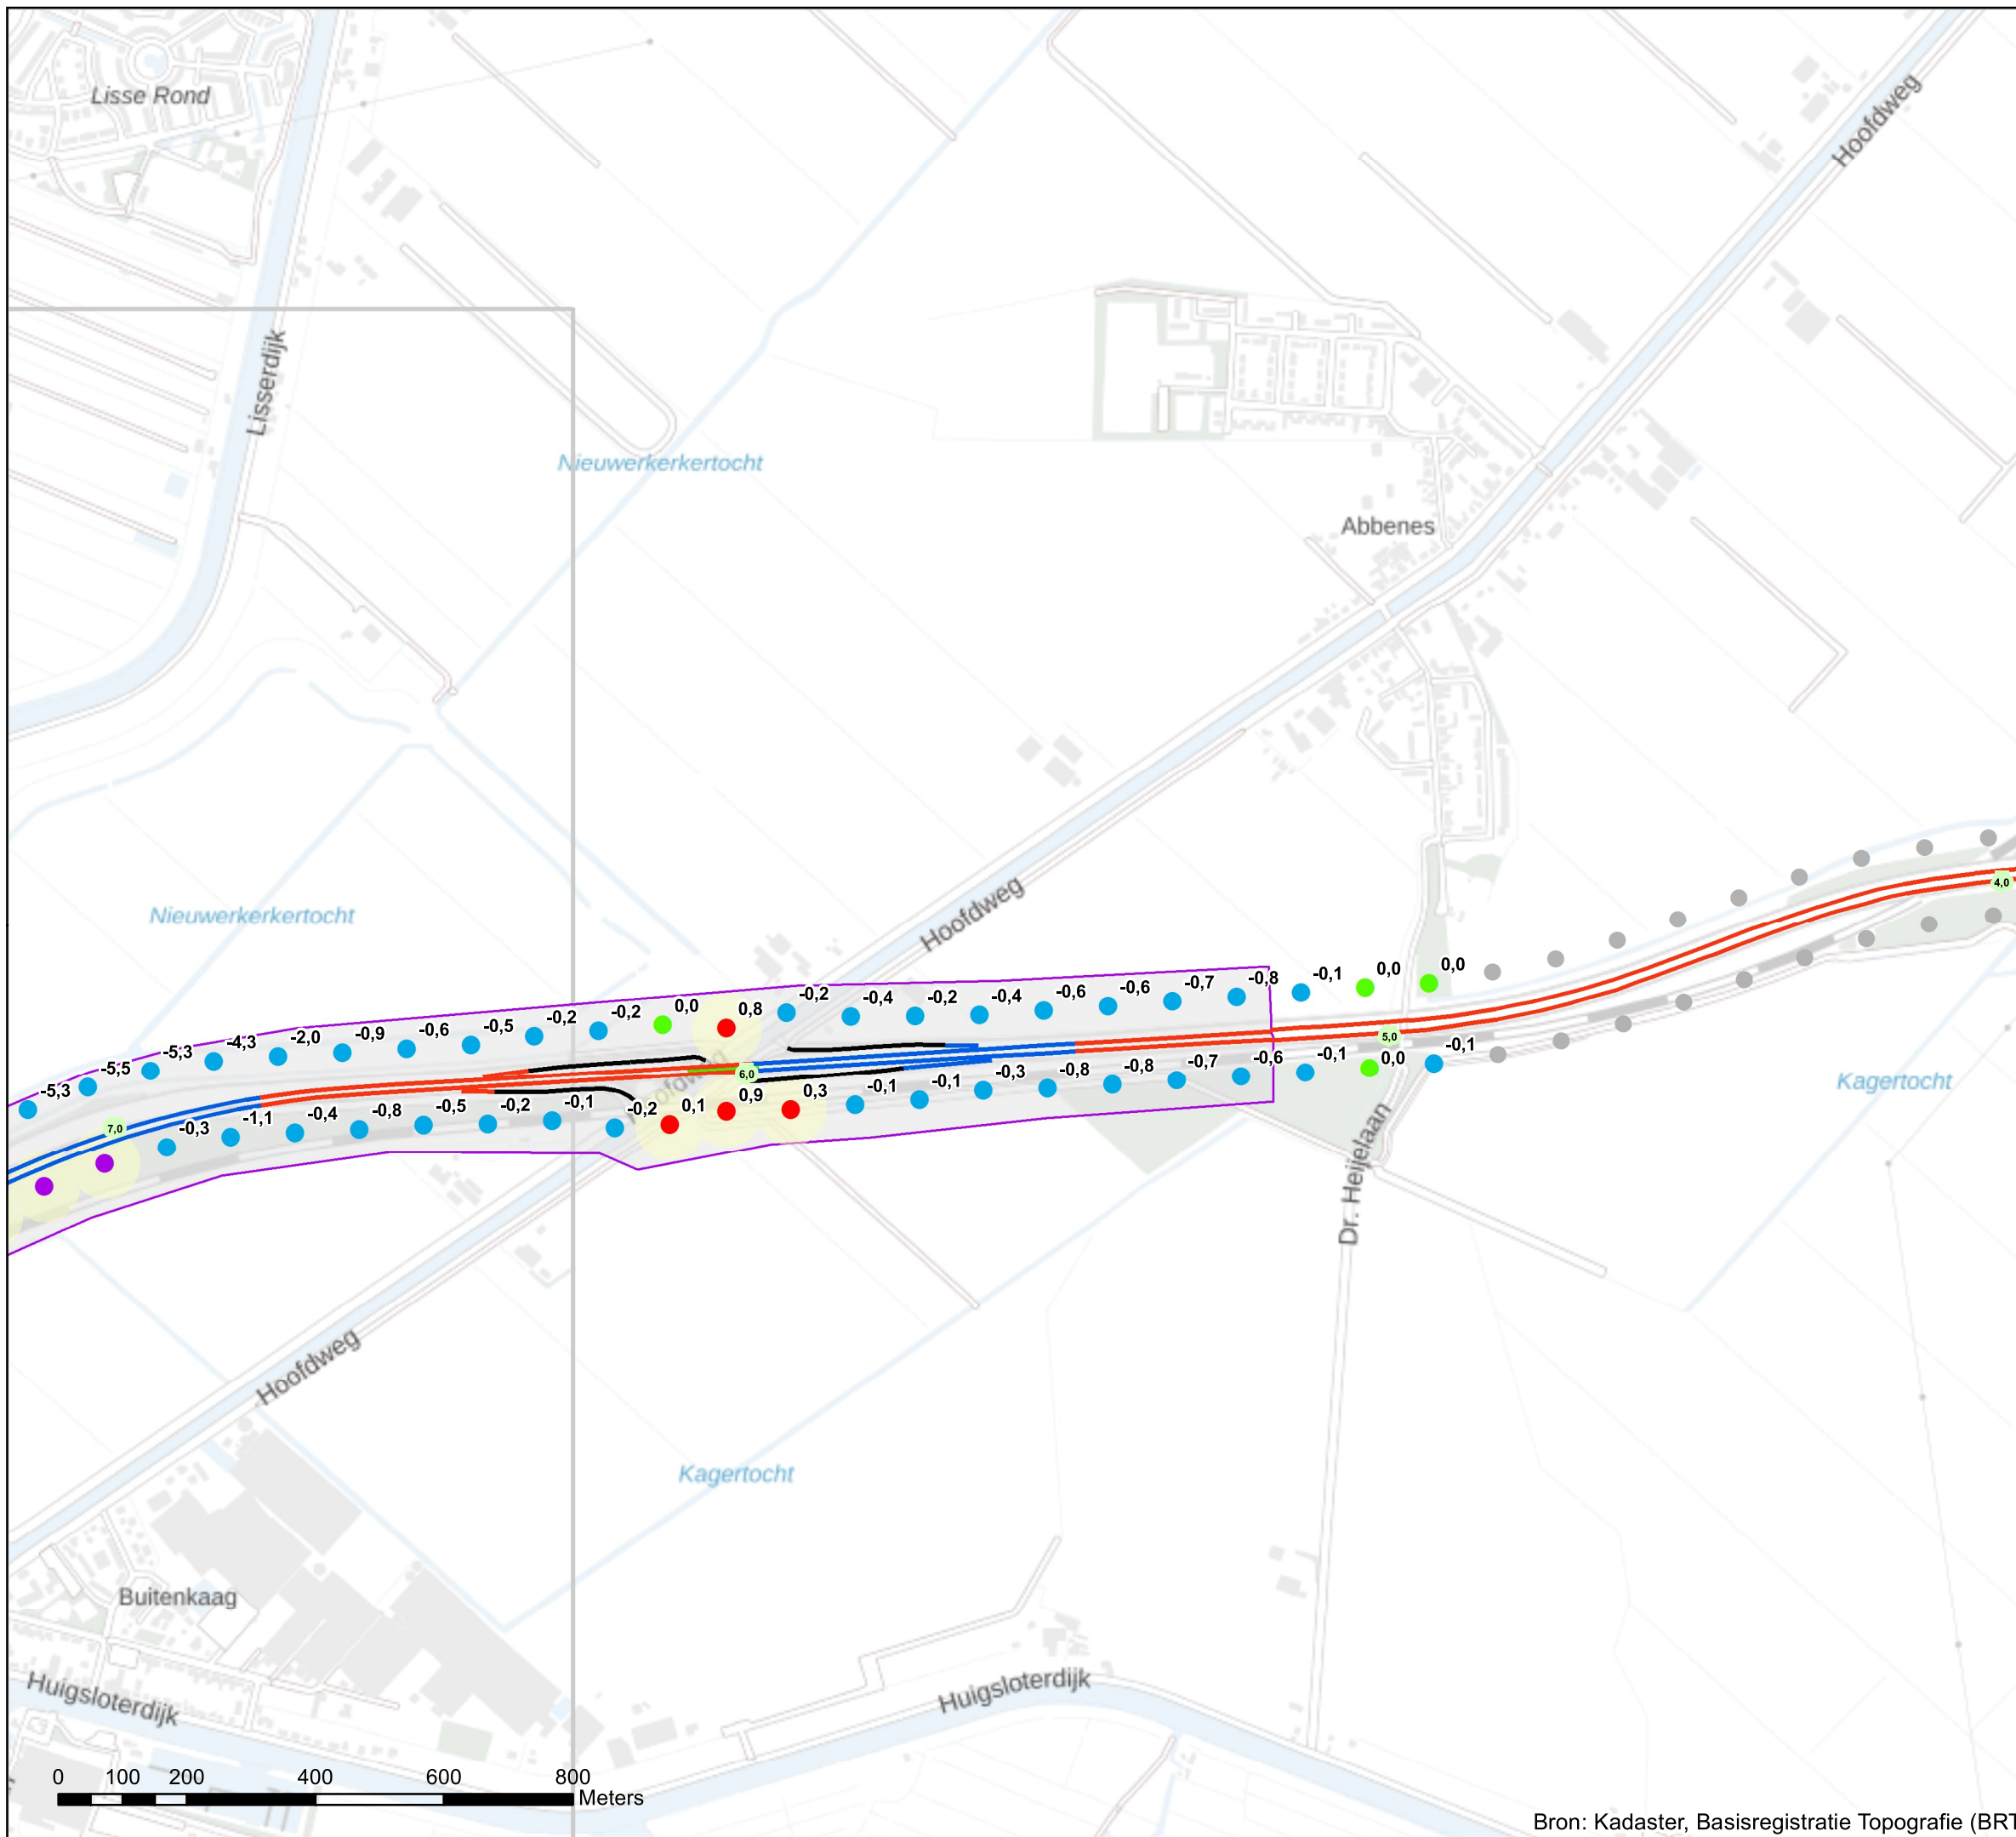 Lisse Rond
Hoofdweg
Lisserdijk
Nieuwerkerkertocht
Abbenes
Nieuwerkerkertocht
Hoofdweg
4,0
0,0
0,0
-0,1
-0,8
-0,7
-0,6
-0,6
-0,4
-0,2
-0,4
-0,2
0,8
0,0
-0,2
-0,2
-0,5
-0,6
-0,9
-2,0
-4,3
-5,3
-5,5
-5,3
5,0
6,0
7,0
-0,1
0,0
-0,1
-0,6
-0,7
-0,8
-0,8
-0,3
-0,1
-0,1
0,3
0,9
0,1
-0,2
-0,1
-0,2
-0,5
-0,8
-0,4
-1,1
-0,3
Kagertocht
Dr. Heijelaan
Hoofdweg
Kagertocht
Buitenkaag
Huigsloterdijk
Huigsloterdijk
0 100 200 400 600 800
Meters
Bron: Kadaster, Basisregistratie Topografie (BRT